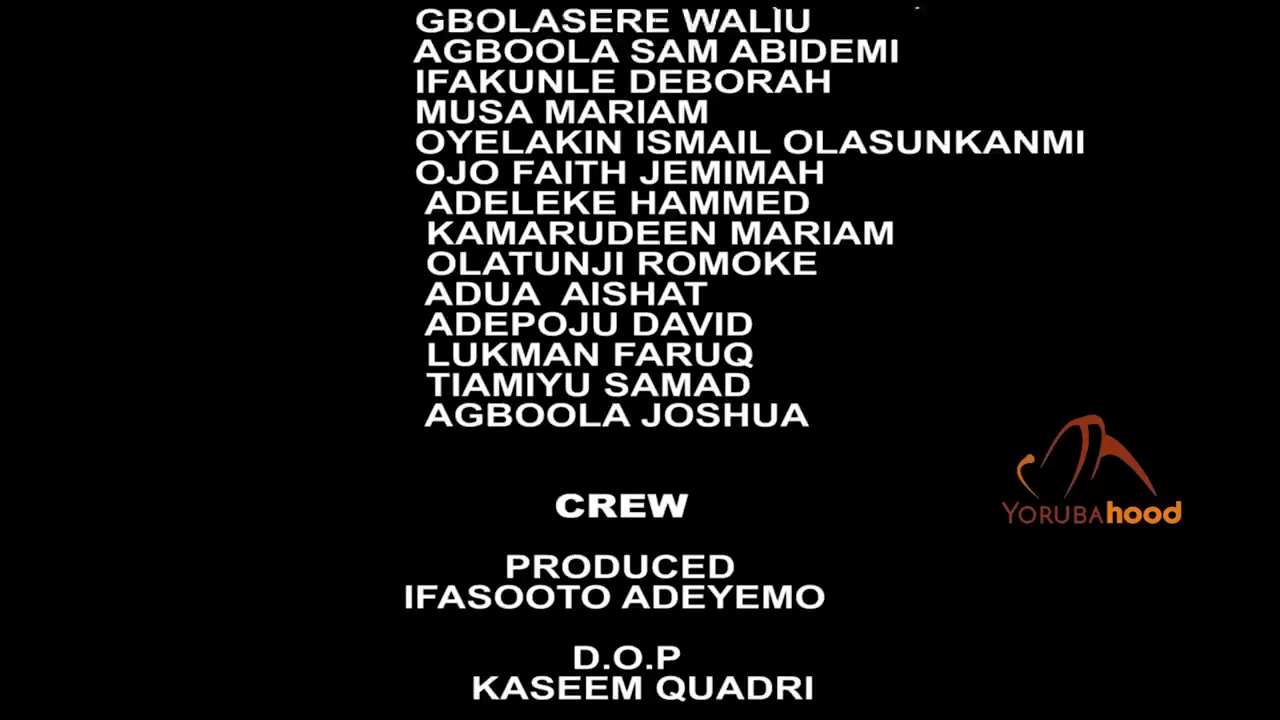 GBOLASERE WALIU
AGBOOLA SAM ABIDEMI
IFAKUNLE DEBORAH
MUSA MARIAM
OYELAKIN ISMAIL OLASUNKANMI
OJO FAITH JEMIMAH
ADELEKE HAMMED
KAMARUDEEN MARIAM
OLATUNJI ROMOKE
ADUA AISHAT
ADEPOJU DAVID
LUKMAN FARUQ
TIAMIYU SAMAD
AGBOOLA JOSHUA
CREW
YORUBAhood
PRODUCED
IFASOOTO ADEYEMO
D.O.P
KASEEM QUADRI